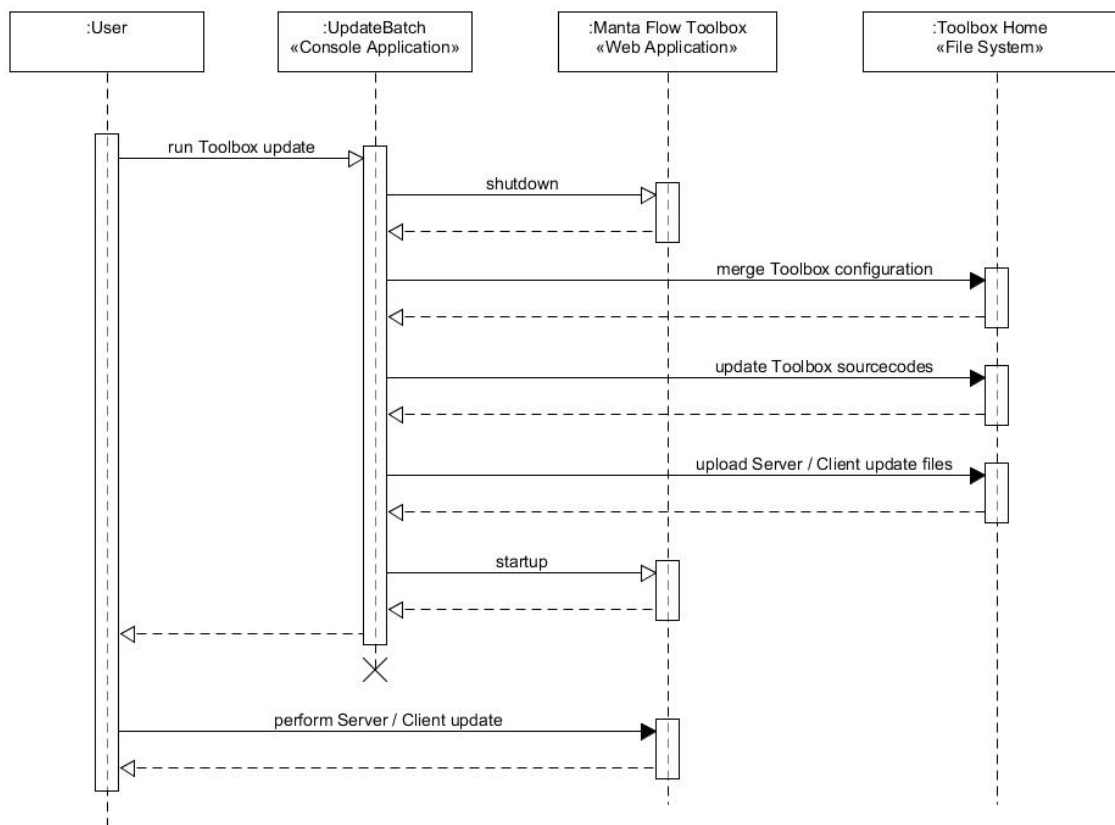 :User
:UpdateBatch
«Console Application»
:Manta Flow Toolbox
«Web Application»
:Toolbox Home
«File System»
run Toolbox update
shutdown
merge Toolbox configuration
update Toolbox sourcecodes
upload Server / Client update files
startup
perform Server / Client update